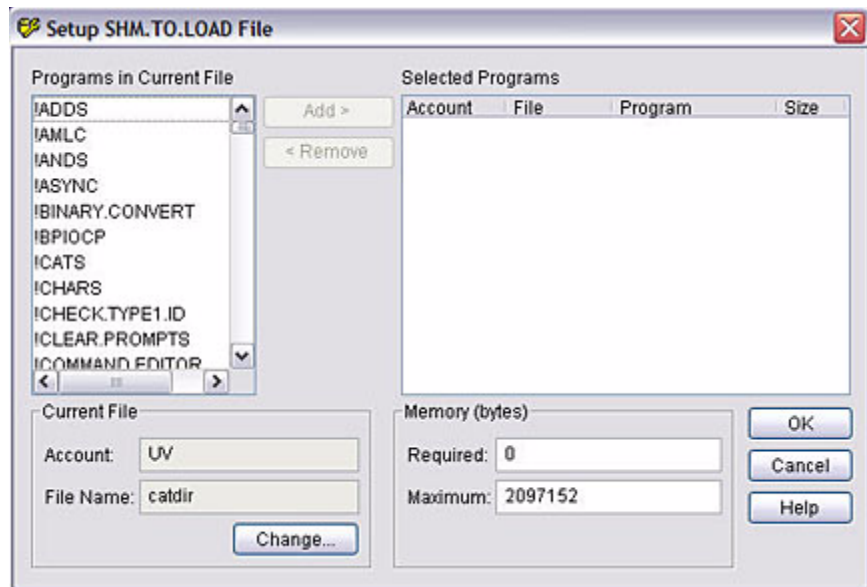 Setup SHM.TO.LOAD File
Programs in Current File
!ADDS
!AMLC
!ANDS
!ASYNC
!BINARY.CONVERT
!BPIOCP
!CATS
!CHARS
!CHECK.TYPE1.ID
!CLEAR.PROMPTS
!COMMAND.EDITOR
Add >
< Remove
Selected Programs
Account File Program Size
Current File
Account: UV
File Name: catdir
Change...
Memory (bytes)
Required: 0
Maximum: 2097152
OK
Cancel
Help